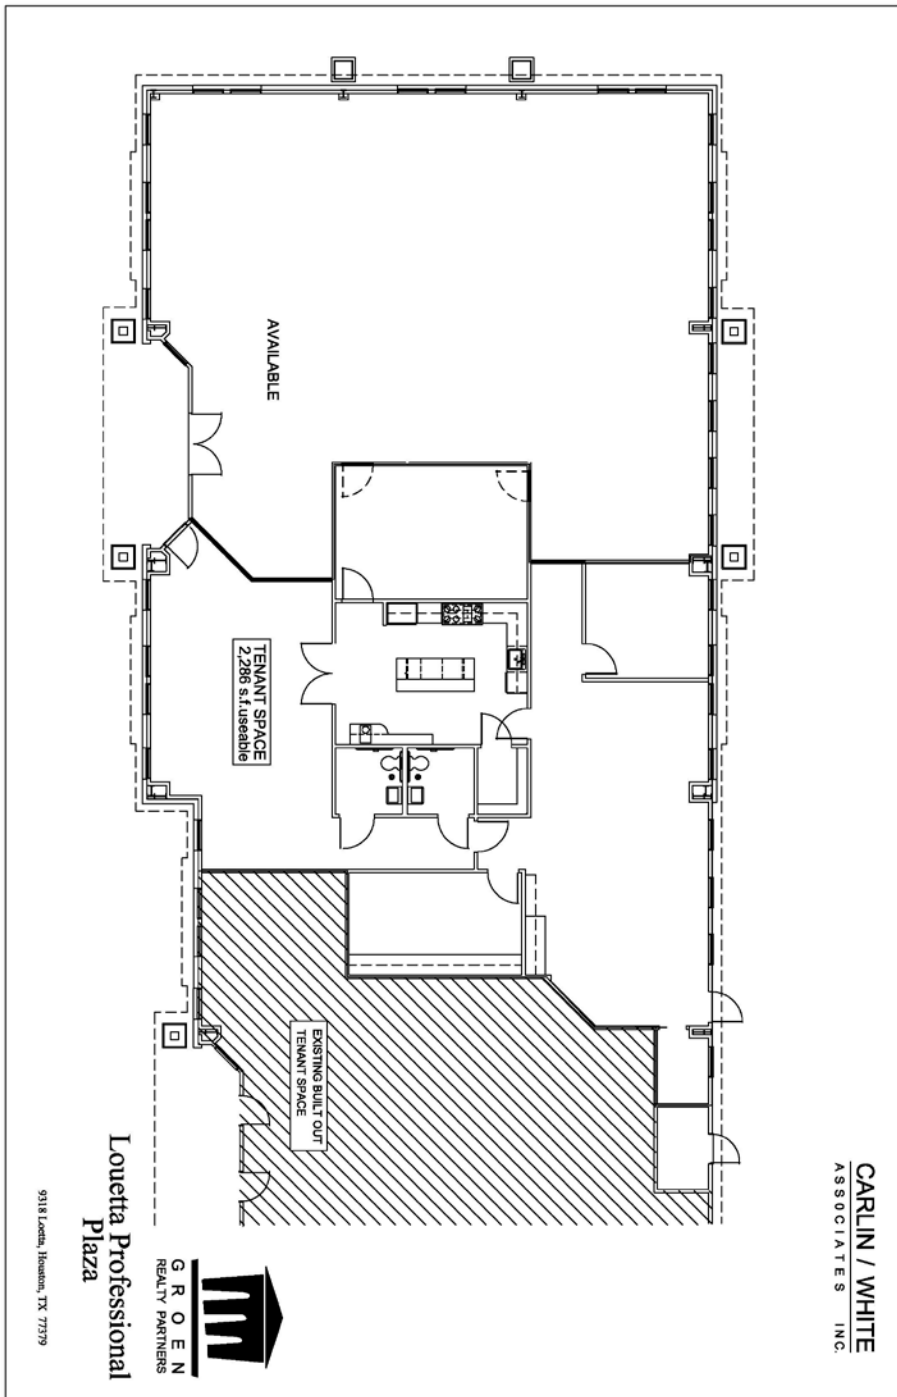 CARLIN / WHITE
ASSOCIATES INC.
AVAILABLE
TENANT SPACE
2,286 s.f.useable
EXISTING BUILT OUT
TENANT SPACE
GROEN
REALTY PARTNERS
Louetta Professional
Plaza
9318 Loetta, Houston, TX 77379